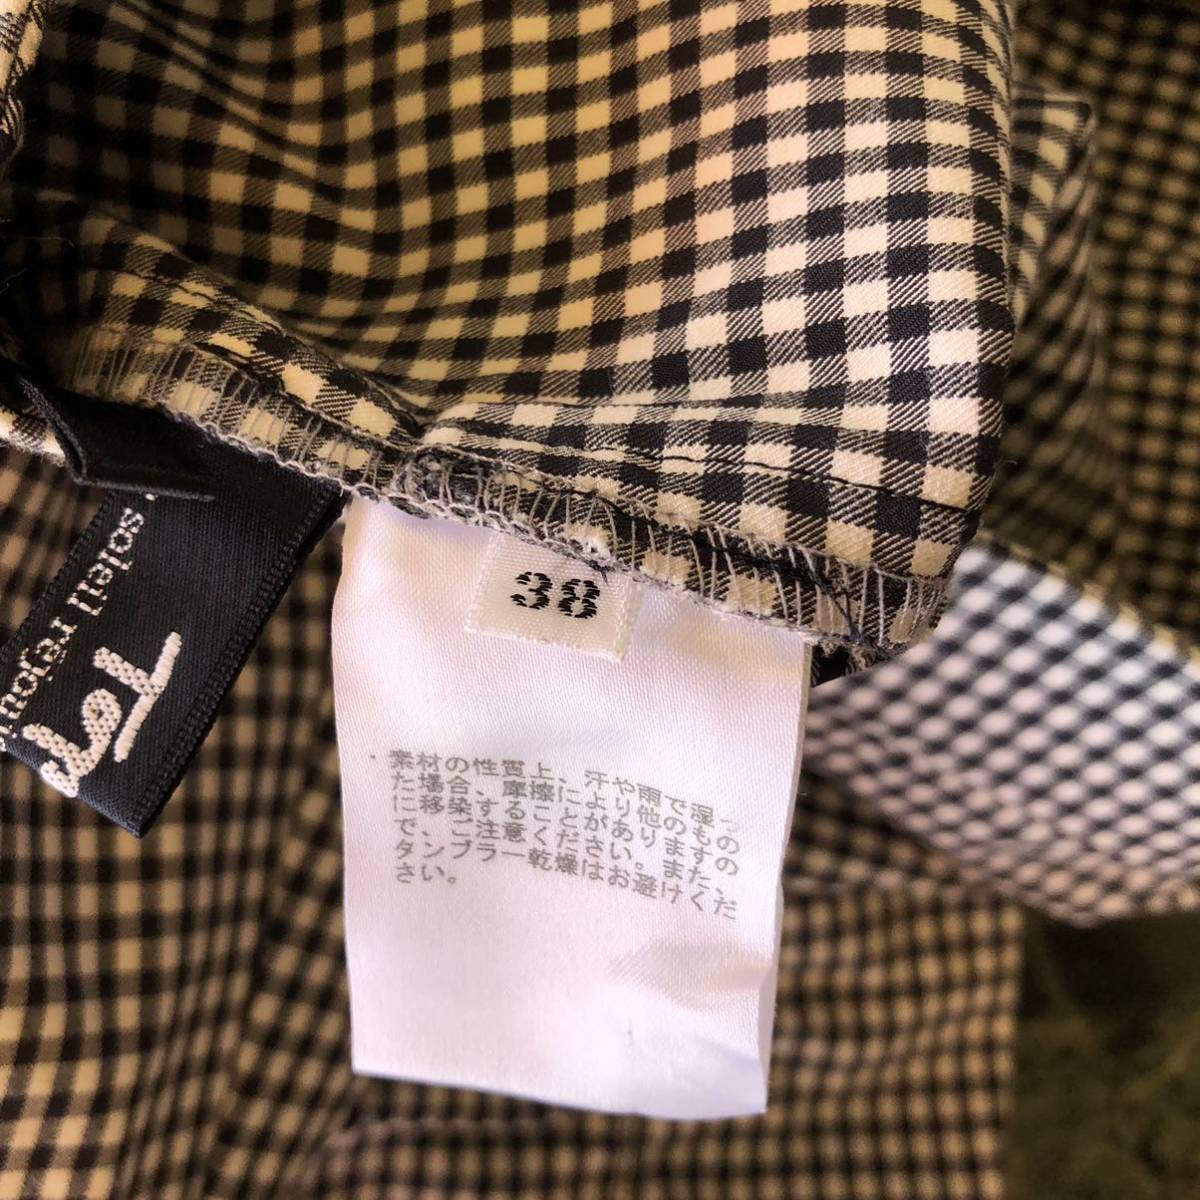 38
・素材の性質上、汗や雨で湿っ
た場合、摩擦により他のもの
に移染することがありますの
で、ご注意ください。また、
タンブラー乾燥はお避けくだ
さい。
soleil